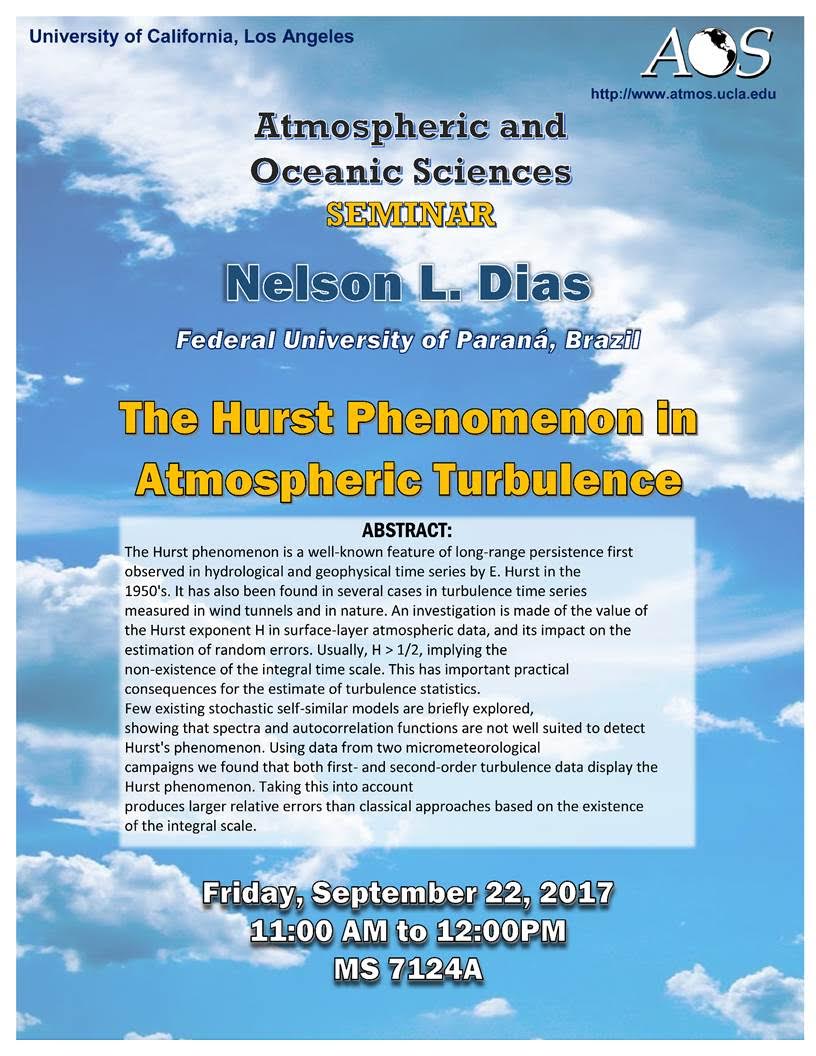 University of California, Los Angeles
AOS
http://www.atmos.ucla.edu
Atmospheric and
Oceanic Sciences
SEMINAR
Nelson L. Dias
Federal University of Paraná, Brazil
The Hurst Phenomenon in
Atmospheric Turbulence
ABSTRACT:
The Hurst phenomenon is a well-known feature of long-range persistence first
observed in hydrological and geophysical time series by E. Hurst in the
1950's. It has also been found in several cases in turbulence time series
measured in wind tunnels and in nature. An investigation is made of the value of
the Hurst exponent H in surface-layer atmospheric data, and its impact on the
estimation of random errors. Usually, H > 1/2, implying the
non-existence of the integral time scale. This has important practical
consequences for the estimate of turbulence statistics.
Few existing stochastic self-similar models are briefly explored,
showing that spectra and autocorrelation functions are not well suited to detect
Hurst's phenomenon. Using data from two micrometeorological
campaigns we found that both first- and second-order turbulence data display the
Hurst phenomenon. Taking this into account
produces larger relative errors than classical approaches based on the existence
of the integral scale.
Friday, September 22, 2017
11:00 AM to 12:00PM
MS 7124A